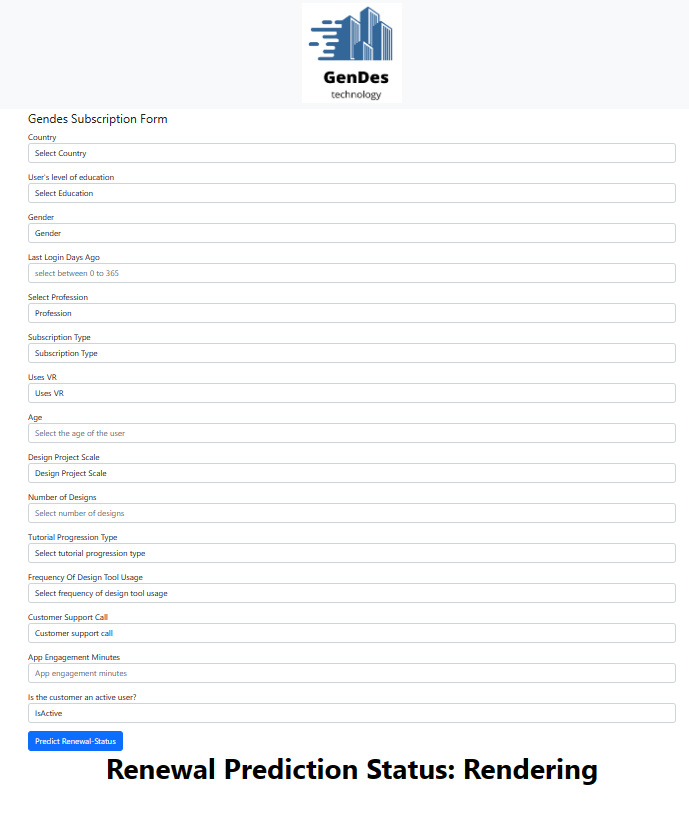 GenDes
technology
Gendes Subscription Form
Country
Select Country
User's level of education
Select Education
Gender
Gender
Last Login Days Ago
select between 0 to 365
Select Profession
Profession
Subscription Type
Subscription Type
Uses VR
Uses VR
Age
Select the age of the user
Design Project Scale
Design Project Scale
Number of Designs
Select number of designs
Tutorial Progression Type
Select tutorial progression type
Frequency Of Design Tool Usage
Select frequency of design tool usage
Customer Support Call
Customer support call
App Engagement Minutes
App engagement minutes
Is the customer an active user?
IsActive
Predict Renewal-Status
Renewal Prediction Status: Rendering